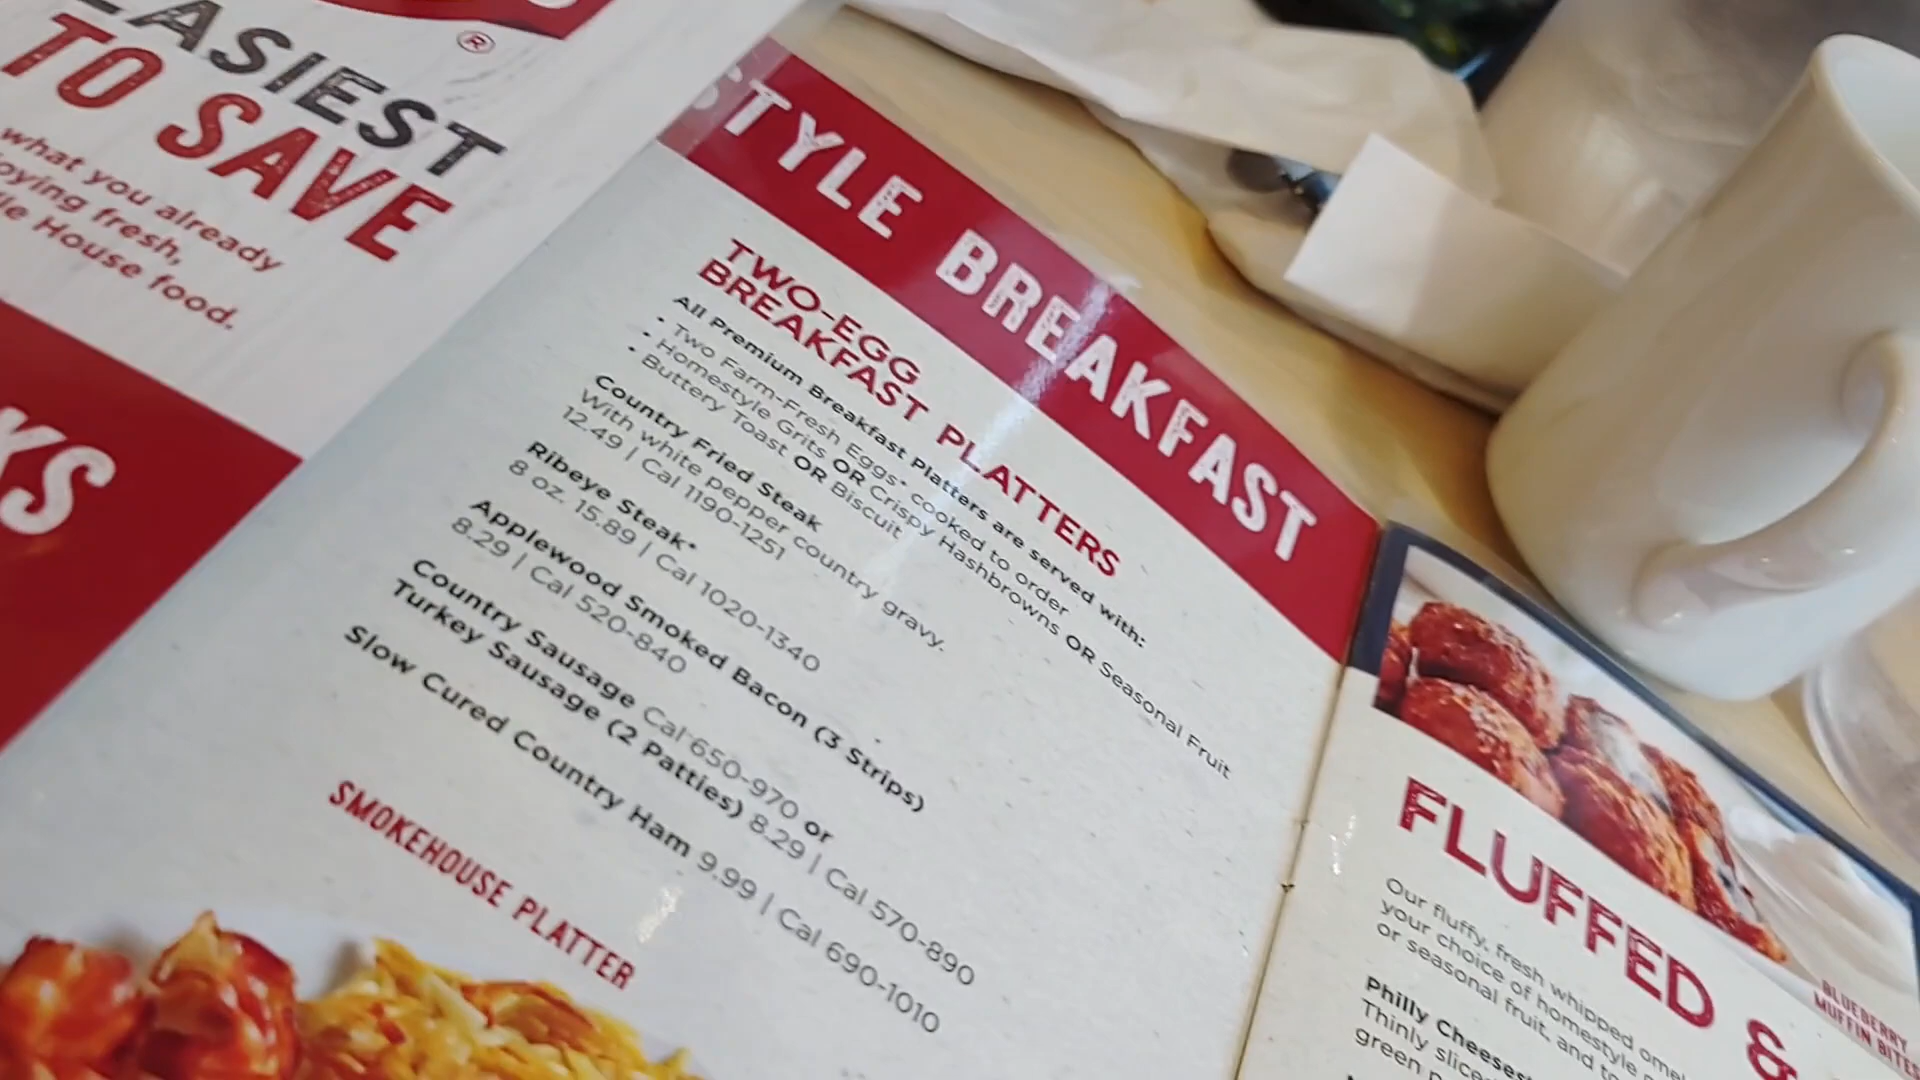 EASIEST
TO SAVE
®
what you already
oying fresh,
le House food.
KS
STYLE BREAKFAST
TWO-EGG
BREAKFAST PLATTERS
All Premium Breakfast Platters are served with:
• Two Farm-Fresh Eggs* cooked to order
• Homestyle Grits OR Crispy Hashbrowns OR Seasonal Fruit
• Buttery Toast OR Biscuit
Country Fried Steak
With white pepper country gravy.
12.49 | Cal 1190-1251
Ribeye Steak*
8 oz. 15.89 | Cal 1020-1340
Applewood Smoked Bacon (3 Strips)
8.29 | Cal 520-840
Country Sausage Cal 650-970 or
Turkey Sausage (2 Patties) 8.29 | Cal 570-890
Slow Cured Country Ham 9.99 | Cal 690-1010
SMOKEHOUSE PLATTER
BLUEBERRY
MUFFIN BITES
FLUFFED &
Our fluffy, fresh whipped omel
your choice of homestyle
or seasonal fruit, and to
Philly Cheeses
Thinly slice
green p